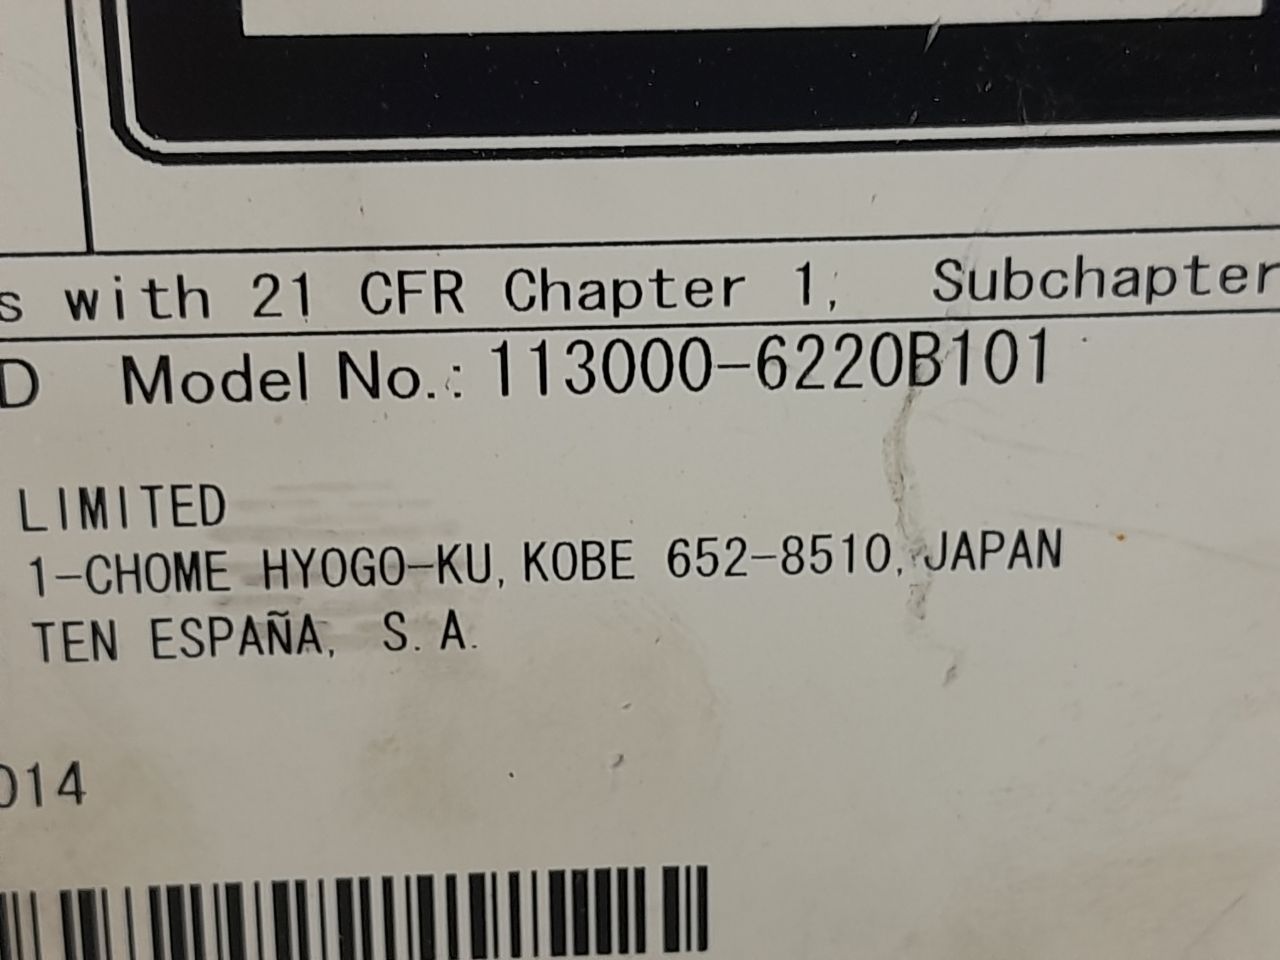 s with 21 CFR Chapter 1, Subchapter
D Model No.: 113000-6220B101
LIMITED
1-CHOME HYOGO-KU, KOBE 652-8510, JAPAN
TEN ESPAÑA, S. A.
014